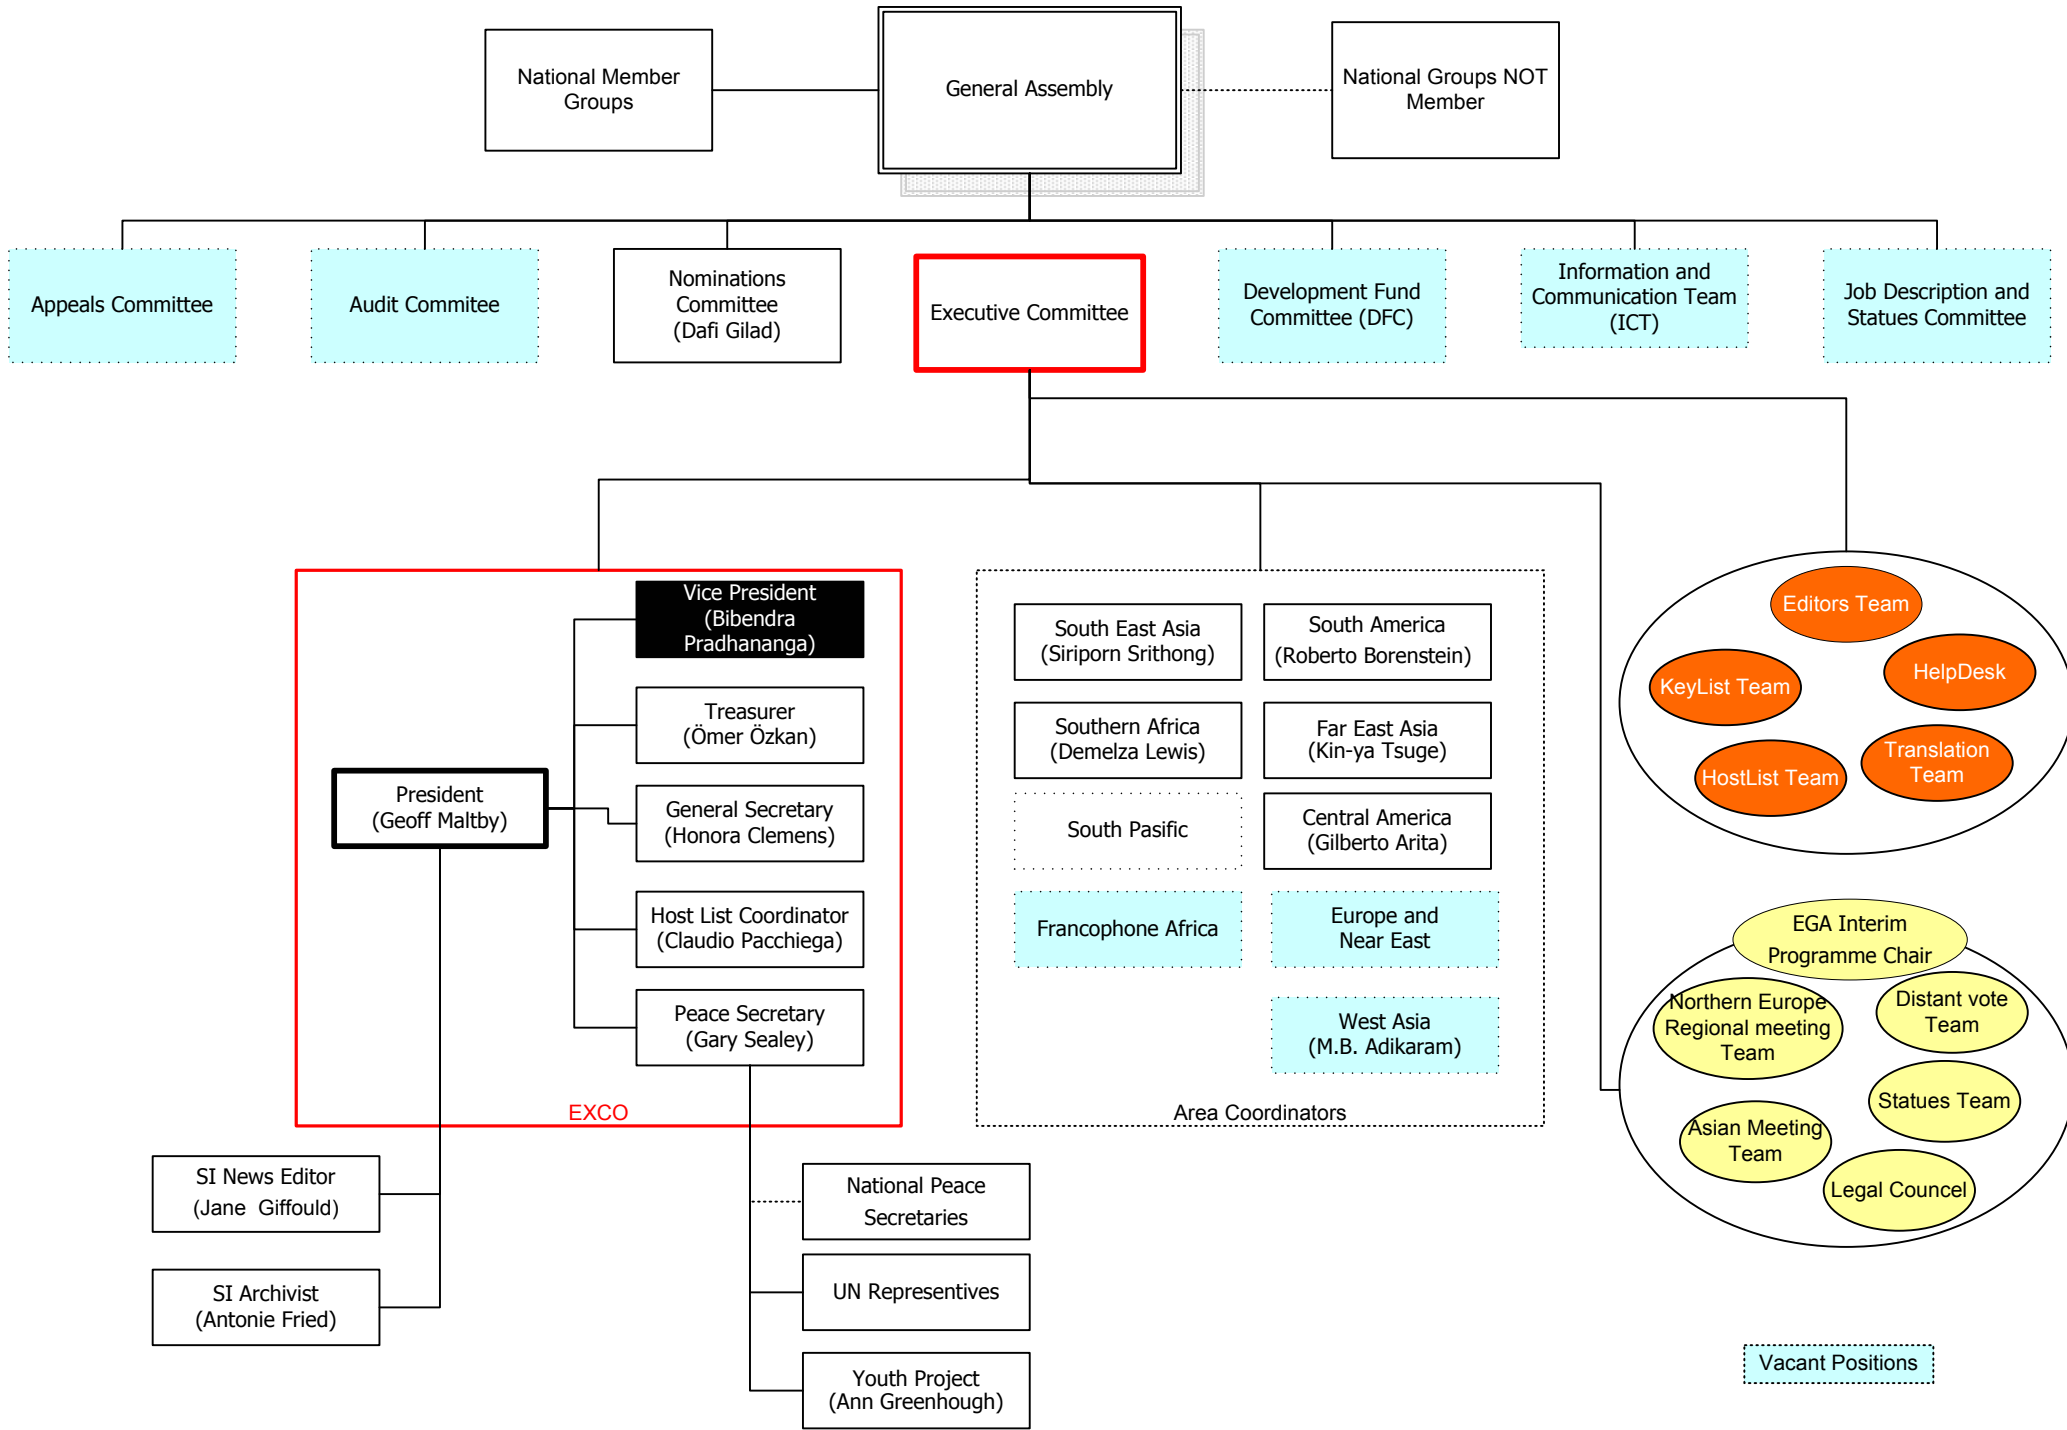 National Member
Groups
General Assembly
National Groups NOT
Member
Appeals Committee
Audit Commitee
Nominations
Committee
(Dafi Gilad)
Executive Committee
Development Fund
Committee (DFC)
Information and
Communication Team
(ICT)
Job Description and
Statues Committee
Vice President
(Bibendra
Pradhananga)
Treasurer
(Ömer Özkan)
President
(Geoff Maltby)
General Secretary
(Honora Clemens)
Host List Coordinator
(Claudio Pacchiega)
Peace Secretary
(Gary Sealey)
EXCO
South East Asia
(Siriporn Srithong)
South America
(Roberto Borenstein)
Southern Africa
(Demelza Lewis)
Far East Asia
(Kin-ya Tsuge)
South Pasific
Central America
(Gilberto Arita)
Francophone Africa
Europe and
Near East
West Asia
(M.B. Adikaram)
Area Coordinators
Editors Team
KeyList Team
HelpDesk
HostList Team
Translation
Team
EGA Interim
Programme Chair
Northern Europe
Regional meeting
Team
Distant vote
Team
Statues Team
Asian Meeting
Team
Legal Councel
SI News Editor
(Jane  Giffould)
SI Archivist
(Antonie Fried)
National Peace
Secretaries
UN Representives
Youth Project
(Ann Greenhough)
Vacant Positions